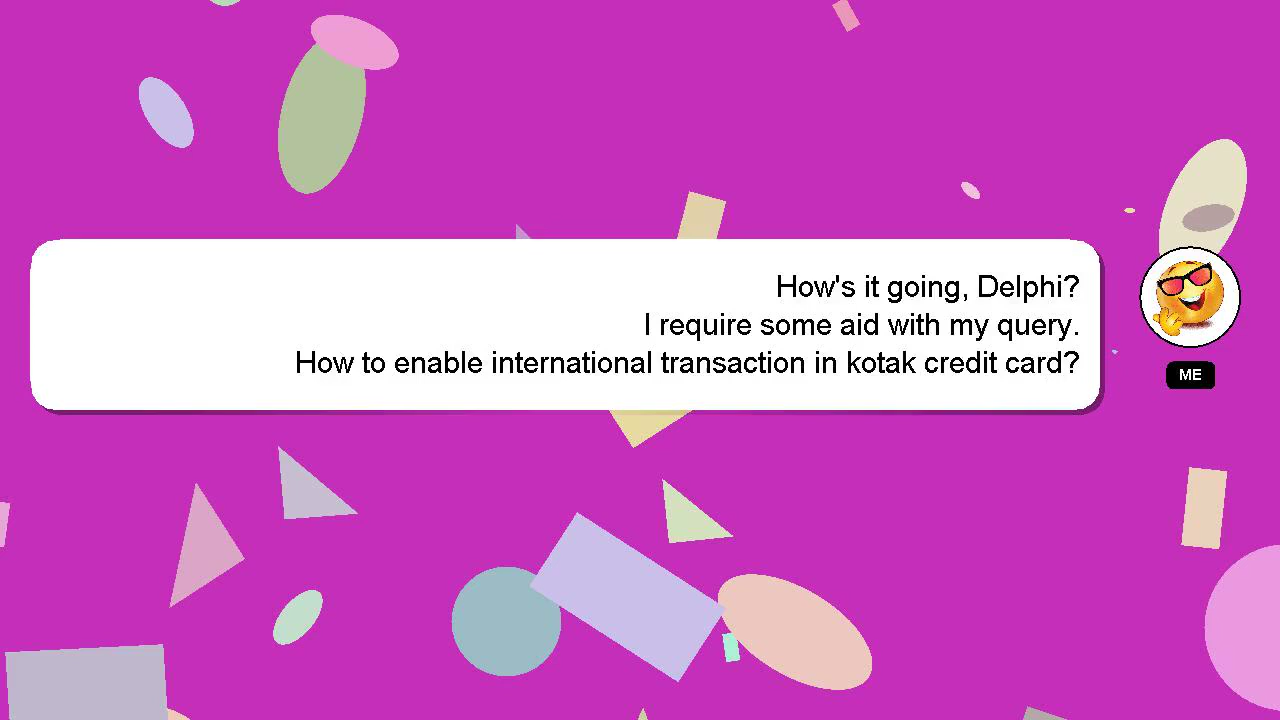 How's it going, Delphi?
I require some aid with my query.
How to enable international transaction in kotak credit card?
ME